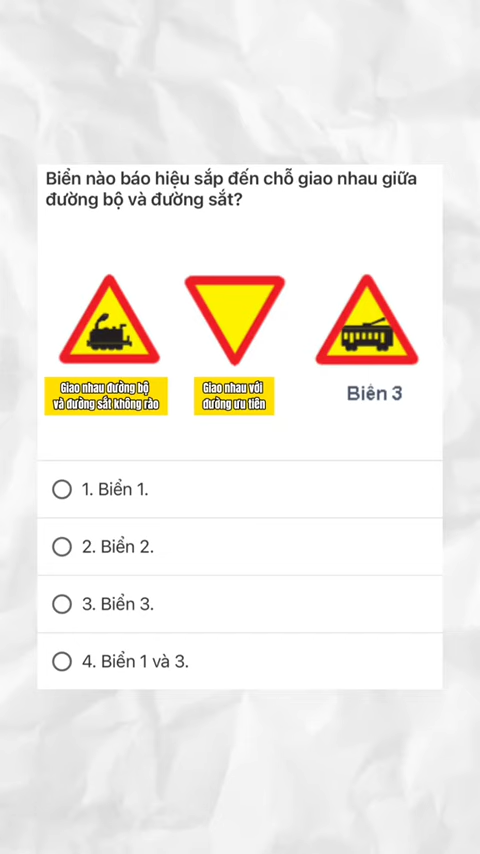 Biển nào báo hiệu sắp đến chỗ giao nhau giữa
đường bộ và đường sắt?
Giao nhau đường bộ
và đường sắt không rào
Giao nhau với
đường ưu tiên
Biển 3
1. Biển 1.
2. Biển 2.
3. Biển 3.
4. Biển 1 và 3.